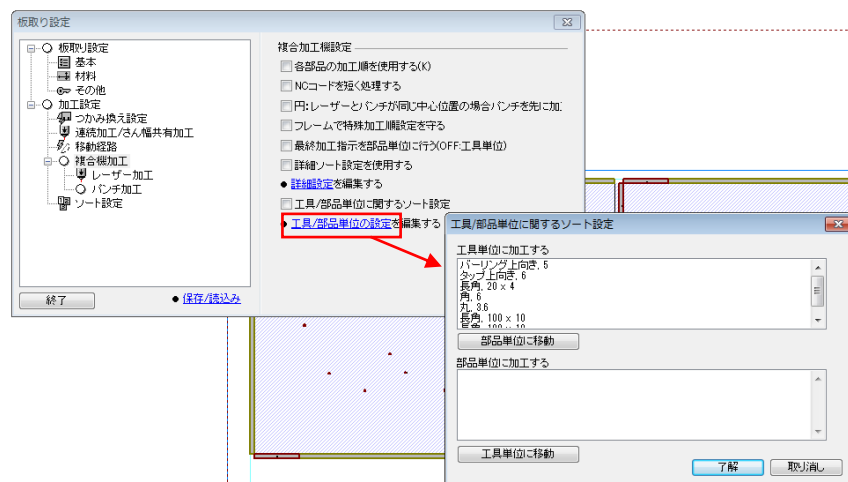 板取り設定
板取り設定
基本
材料
その他
加工設定
つかみ換え設定
連続加工/さん幅共有加工
移動経路
複合機加工
レーザー加工
パンチ加工
ソート設定
終了
● 保存/読込み
複合加工機設定
各部品の加工順を使用する(K)
NCコードを短く処理する
円:レーザーとパンチが同じ中心位置の場合パンチを先に加工
フレームで特殊加工順設定を守る
最終加工指示を部品単位に行う(OFF:工具単位)
詳細ソート設定を使用する
● 詳細設定を編集する
工具/部品単位に関するソート設定
● 工具/部品単位の設定を編集する
工具/部品単位に関するソート設定
工具単位に加工する
バーリング上向き, 5
タップ上向き, 6
長角, 20 x 4
角, 6
丸, 3.6
長角, 100 x 10
長角, 100 x 10
部品単位に移動
部品単位に加工する
工具単位に移動
了解
取り消し